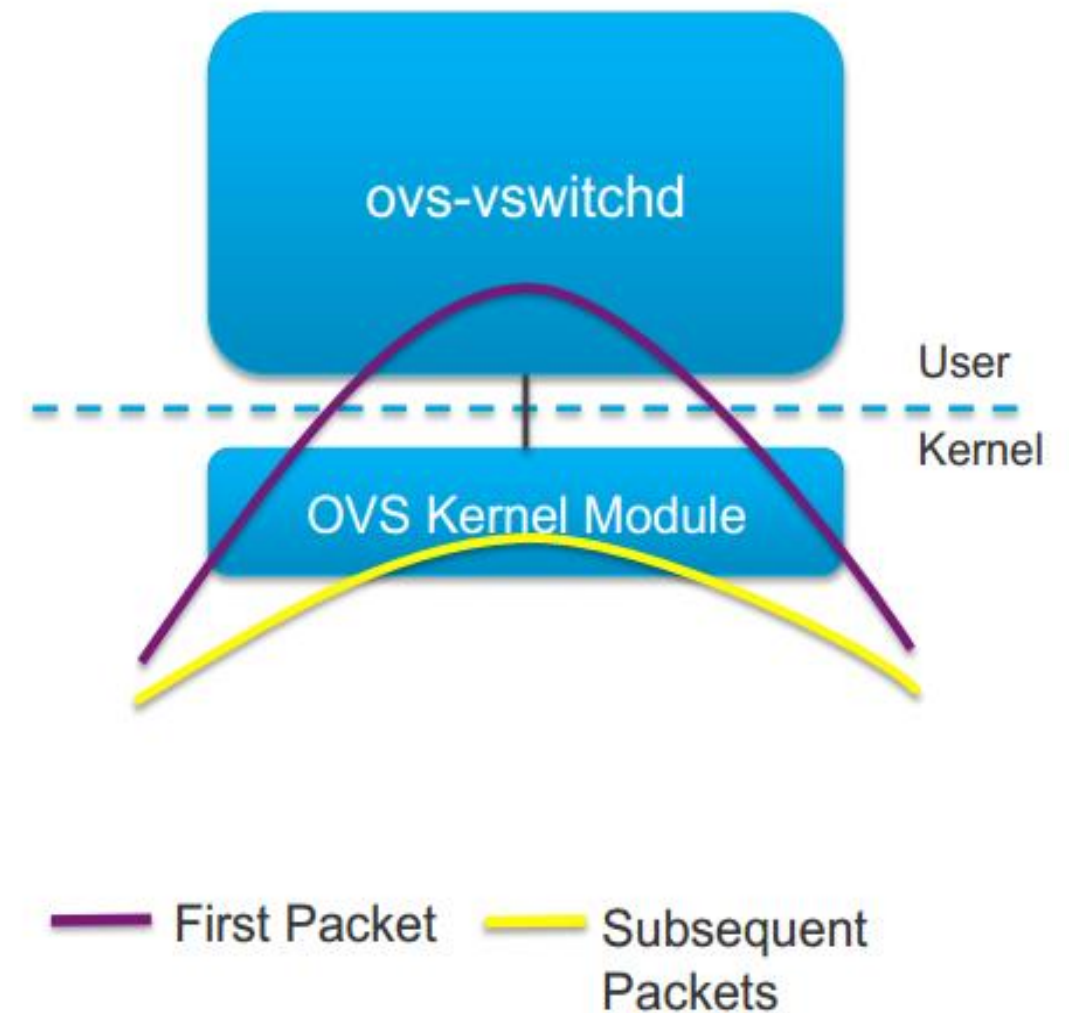 ovs-vswitchd
User
Kernel
OVS Kernel Module
First Packet
Subsequent
Packets